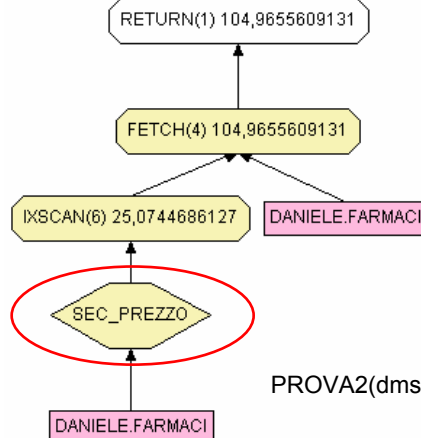 RETURN(1) 104,9655609131
FETCH(4) 104,9655609131
IXSCAN(6) 25,0744686127
DANIELE.FARMACI
SEC_PREZZO
PROVA2(dms
DANIELE.FARMACI